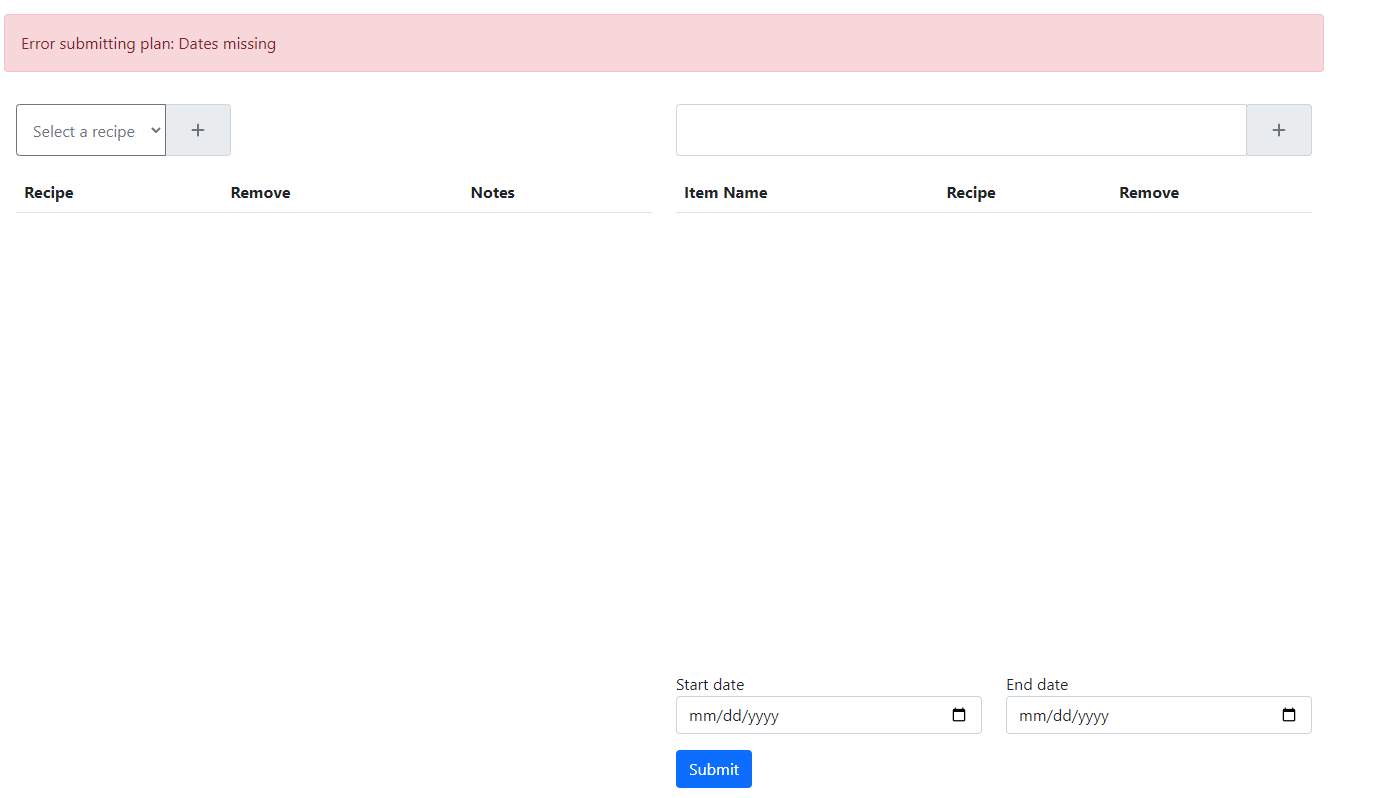 Error submitting plan: Dates missing
Select a recipe
+
+
Recipe Remove Notes
Item Name Recipe Remove
Start date
End date
mm/dd/yyyy
mm/dd/yyyy
Submit